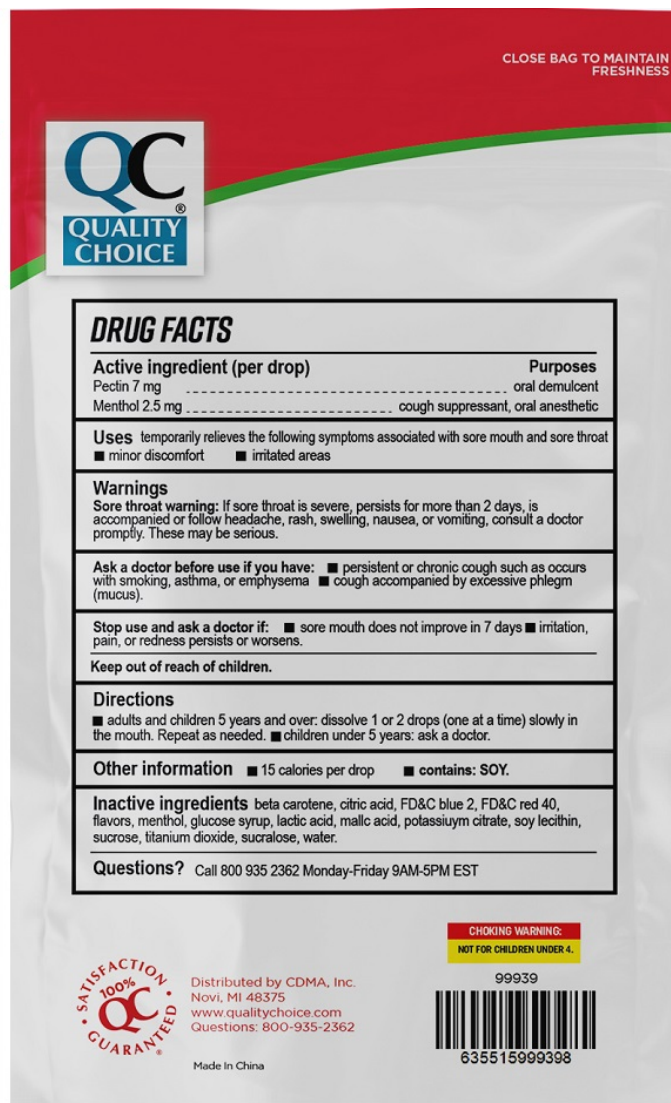 CLOSE BAG TO MAINTAIN
FRESHNESS
QC
®
QUALITY
CHOICE
DRUG FACTS
Active ingredient (per drop) Purposes
Pectin 7 mg oral demulcent
Menthol 2.5 mg cough suppressant, oral anesthetic
Uses temporarily relieves the following symptoms associated with sore mouth and sore throat
■ minor discomfort ■ irritated areas
Warnings
Sore throat warning: If sore throat is severe, persists for more than 2 days, is
accompanied or follow headache, rash, swelling, nausea, or vomiting, consult a doctor
promptly. These may be serious.
Ask a doctor before use if you have: ■ persistent or chronic cough such as occurs
with smoking, asthma, or emphysema ■ cough accompanied by excessive phlegm
(mucus).
Stop use and ask a doctor if: ■ sore mouth does not improve in 7 days ■ irritation,
pain, or redness persists or worsens.
Keep out of reach of children.
Directions
■ adults and children 5 years and over: dissolve 1 or 2 drops (one at a time) slowly in
the mouth. Repeat as needed. ■ children under 5 years: ask a doctor.
Other information ■ 15 calories per drop ■ contains: SOY.
Inactive ingredients beta carotene, citric acid, FD&C blue 2, FD&C red 40,
flavors, menthol, glucose syrup, lactic acid, mallc acid, potassiuym citrate, soy lecithin,
sucrose, titanium dioxide, sucralose, water.
Questions? Call 800 935 2362 Monday-Friday 9AM-5PM EST
CHOKING WARNING:
NOT FOR CHILDREN UNDER 4.
SATISFACTION
100%
QC
GUARANTEED
®
Distributed by CDMA, Inc.
Novi, MI 48375
www.qualitychoice.com
Questions: 800-935-2362
Made In China
99939
635515999398